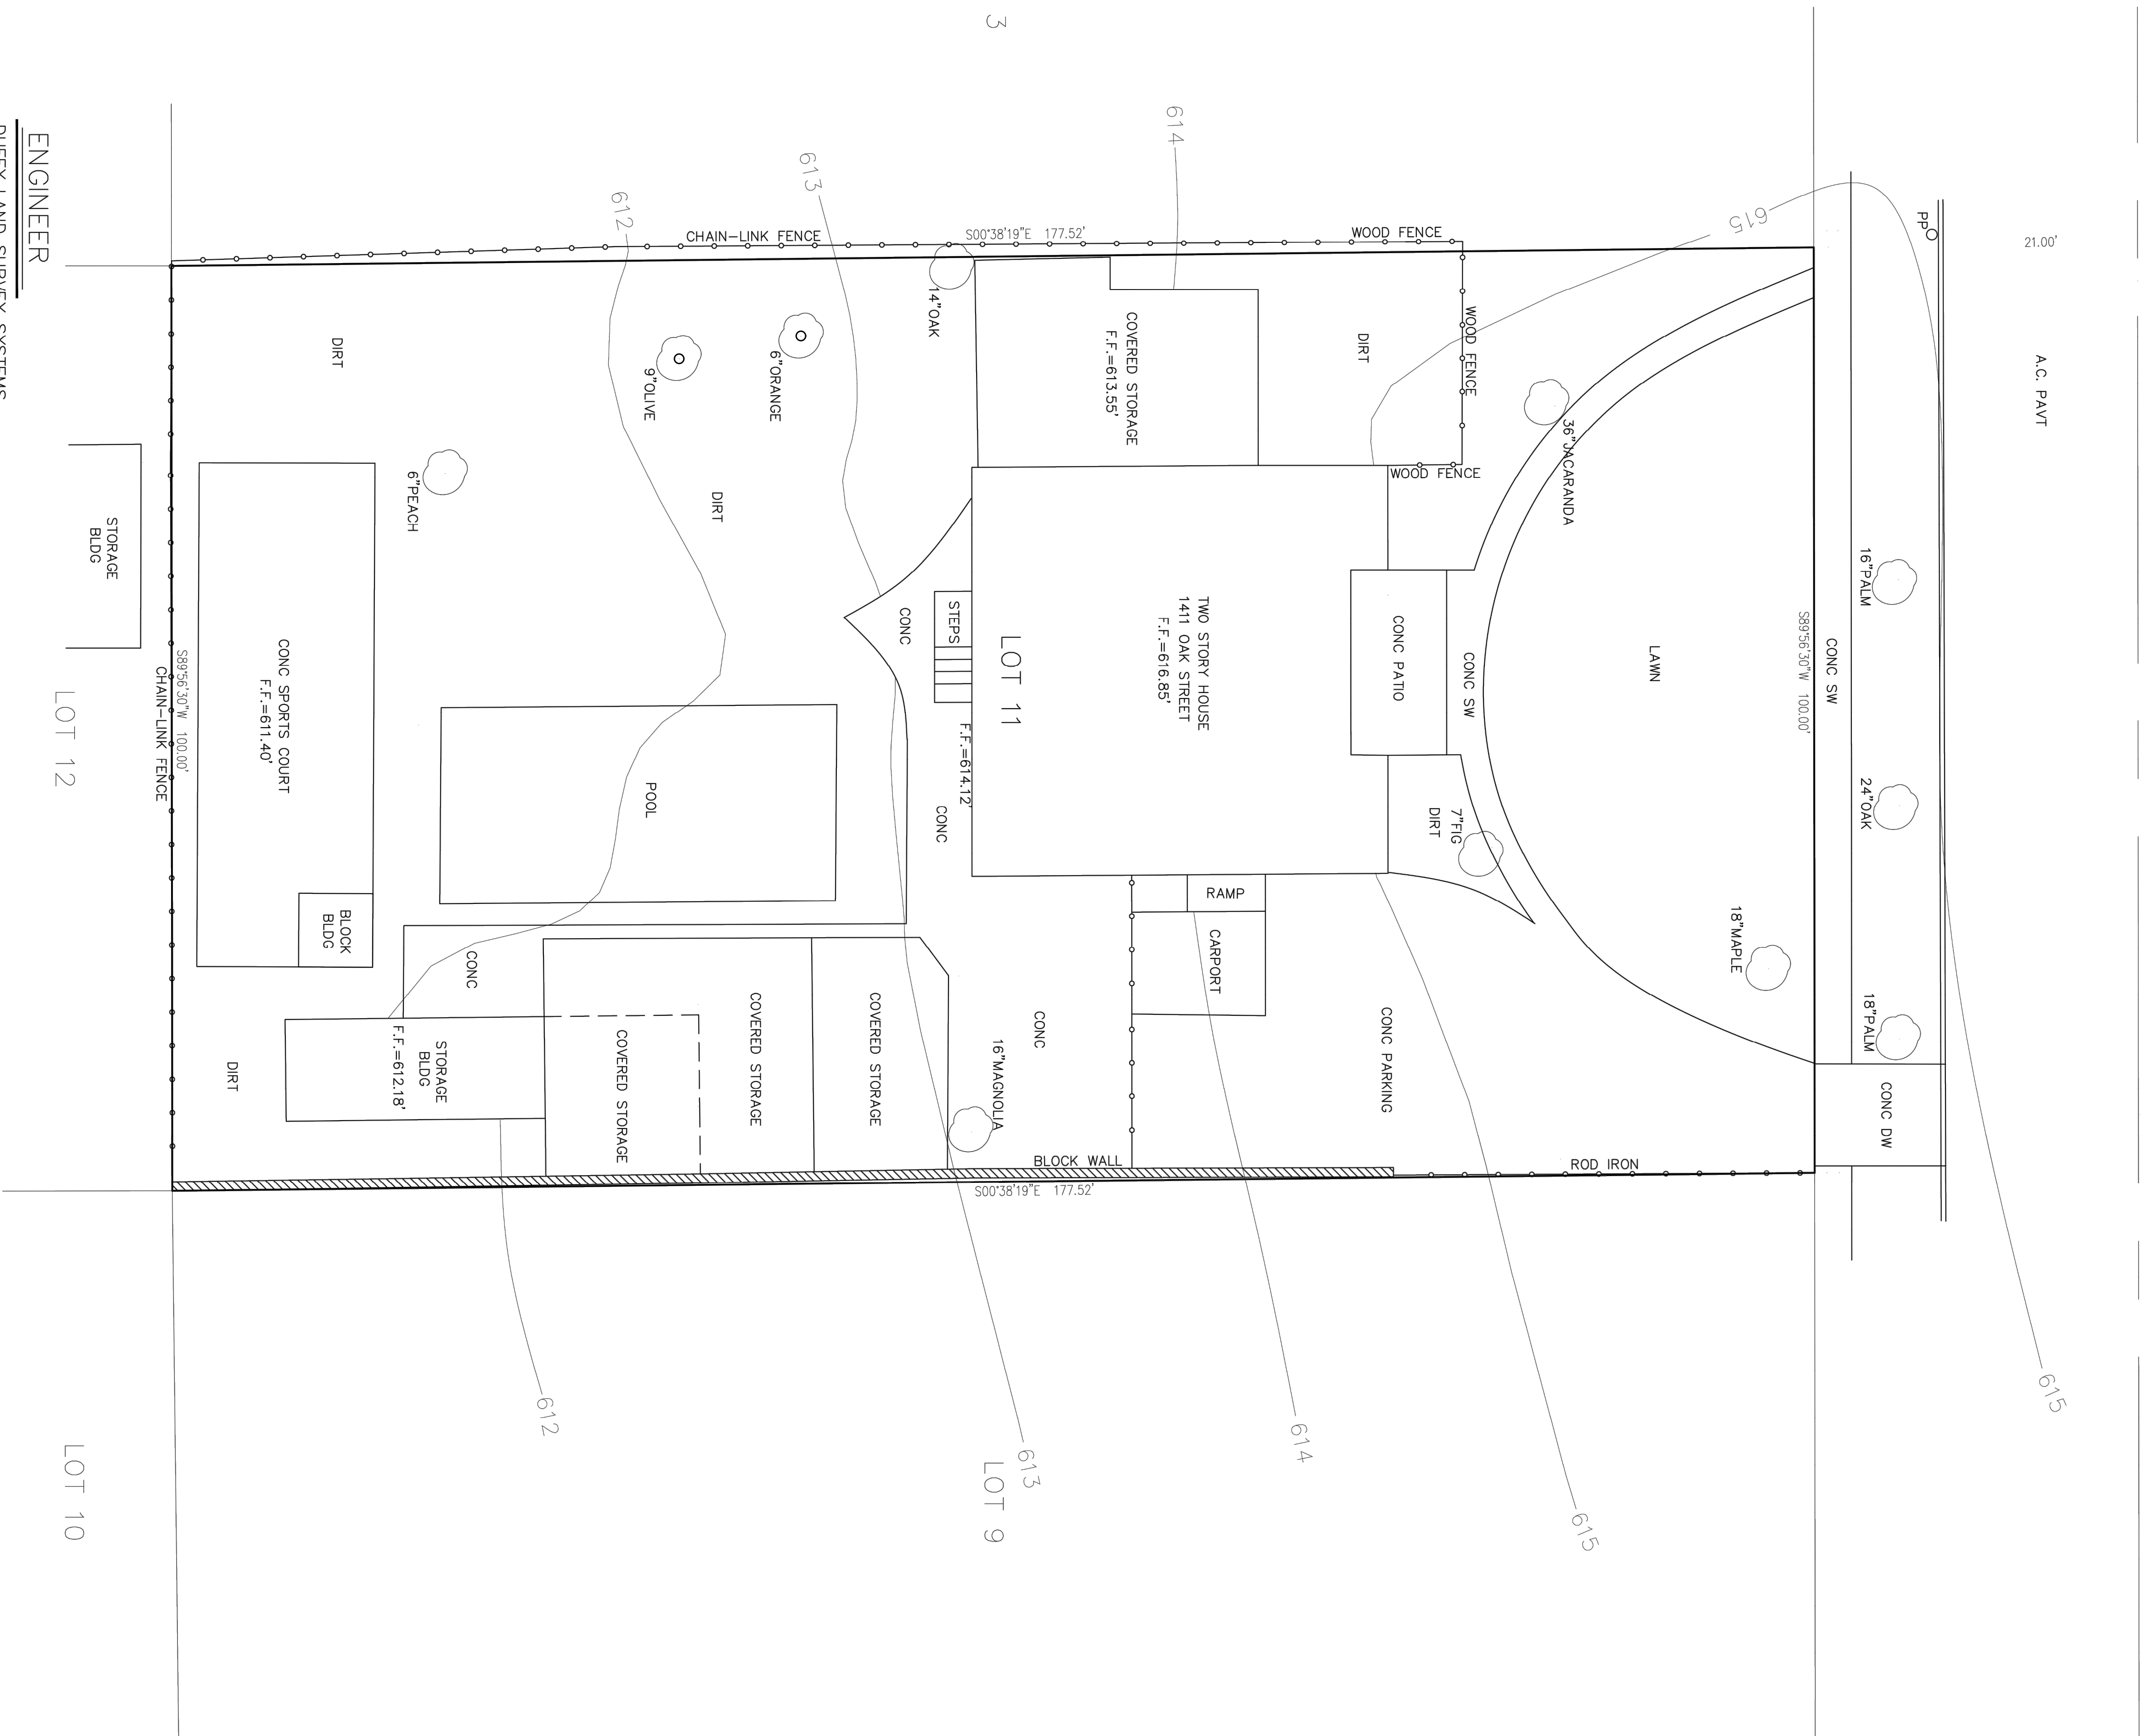 3
ENGINEER
614
613
612
615
615
PP
21.00'
A.C. PAVT
CHAIN-LINK FENCE
S00°38'19"E 177.52'
WOOD FENCE
WOOD FENCE
WOOD FENCE
DIRT
14"OAK
6"ORANGE
9"OLIVE
COVERED STORAGE
F.F.=613.55'
DIRT
36"JACARANDA
6"PEACH
DIRT
16"PALM
STORAGE
BLDG
CONC SPORTS COURT
F.F.=611.40'
S89°56'30"W 100.00'
CHAIN-LINK FENCE
LOT 12
POOL
CONC
STEPS
LOT 11
F.F.=614.12'
CONC
TWO STORY HOUSE
1411 OAK STREET
F.F.=616.85'
CONC PATIO
CONC SW
LAWN
S89°56'30"W 100.00'
CONC SW
24"OAK
7"FIG
DIRT
RAMP
CARPORT
18"MAPLE
18"PALM
BLOCK
BLDG
CONC
COVERED STORAGE
COVERED STORAGE
COVERED STORAGE
STORAGE
BLDG
F.F.=612.18'
DIRT
16"MAGNOLIA
CONC
CONC PARKING
CONC DW
BLOCK WALL
ROD IRON
S00°38'19"E 177.52'
612
613
614
615
LOT 9
LOT 10